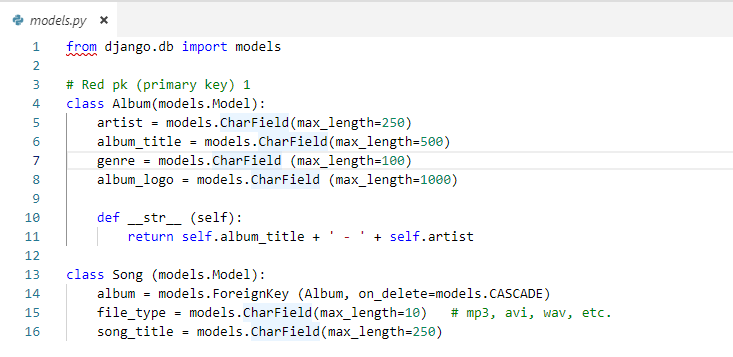 models.py ×
1 from django.db import models
2
3 # Red pk (primary key) 1
4 class Album(models.Model):
5     artist = models.CharField(max_length=250)
6     album_title = models.CharField(max_length=500)
7     genre = models.CharField (max_length=100)
8     album_logo = models.CharField (max_length=1000)
9
10     def __str__ (self):
11         return self.album_title + ' - ' + self.artist
12
13 class Song (models.Model):
14     album = models.ForeignKey (Album, on_delete=models.CASCADE)
15     file_type = models.CharField(max_length=10)   # mp3, avi, wav, etc.
16     song_title = models.CharField(max_length=250)